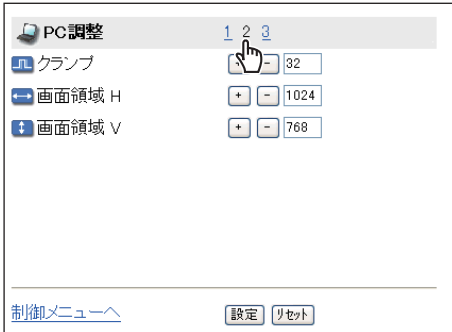 PC調整 1 2 3
クランプ + - 32
画面領域 H + - 1024
画面領域 V + - 768
制御メニューへ 設定 リセット